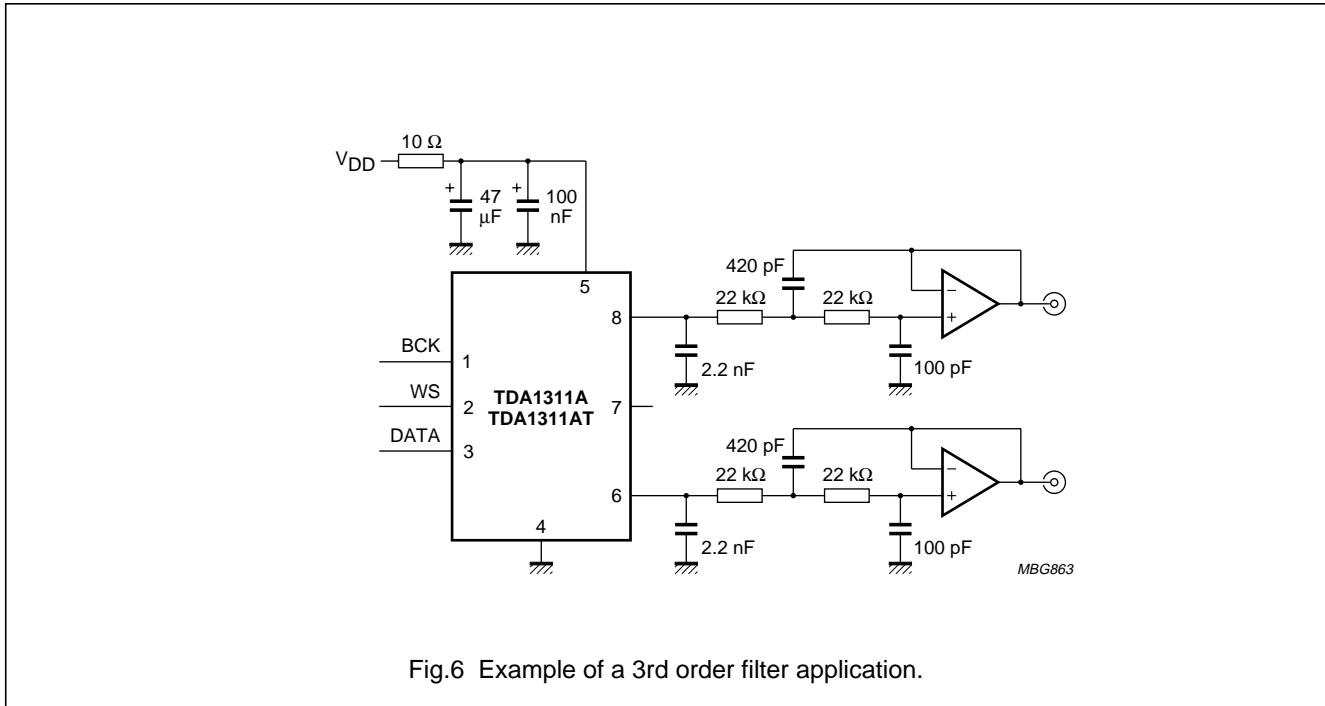 10 Ω
VDD
+
47
μF
+
100
nF
5
420 pF
22 kΩ
22 kΩ
8
−
+
2.2 nF
100 pF
BCK
1
WS
2
TDA1311A
TDA1311AT
7
DATA
3
420 pF
22 kΩ
22 kΩ
6
−
+
4
2.2 nF
100 pF
MBG863
Fig.6 Example of a 3rd order filter application.